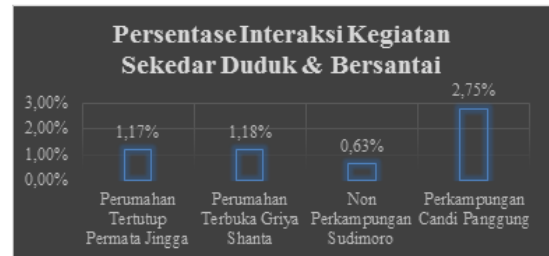 Persentase Interaksi Kegiatan
Sekedar Duduk & Bersantai
3,00%
2,00%
1,00%
0,00%
1,17%
1,18%
0,63%
2,75%
Perumahan
Tertutup
Permata Jingga
Perumahan
Terbuka Griya
Shanta
Non
Perkampungan
Sudimoro
Perkampungan
Candi Panggung